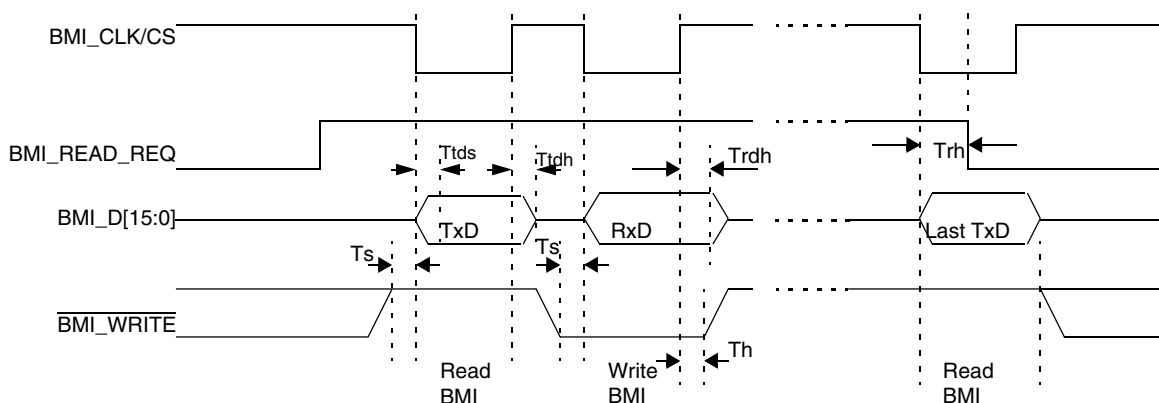 BMI_CLK/CS
BMI_READ_REQ
Ttds
Ttdh
Trdh
Trh
BMI_D[15:0]
TxD
RxD
Last TxD
Ts
Ts
BMI_WRITE
Th
Read
BMI
Write
BMI
Read
BMI